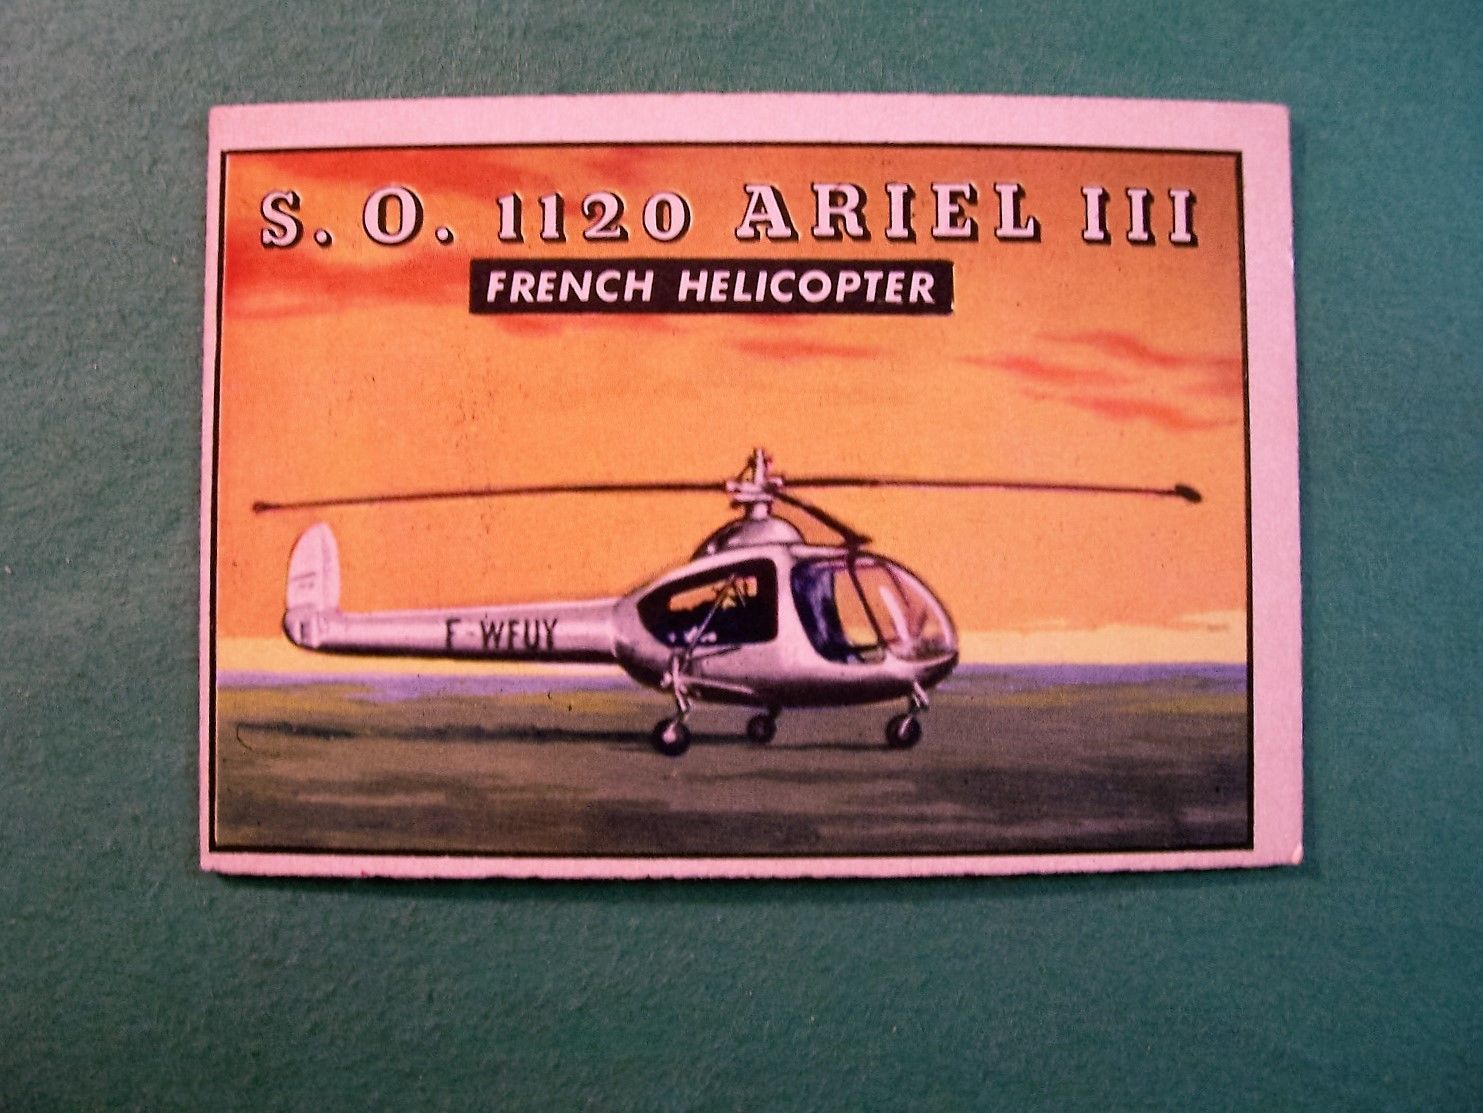 S. O. 1120 ARIEL III
FRENCH HELICOPTER
F-WFUY